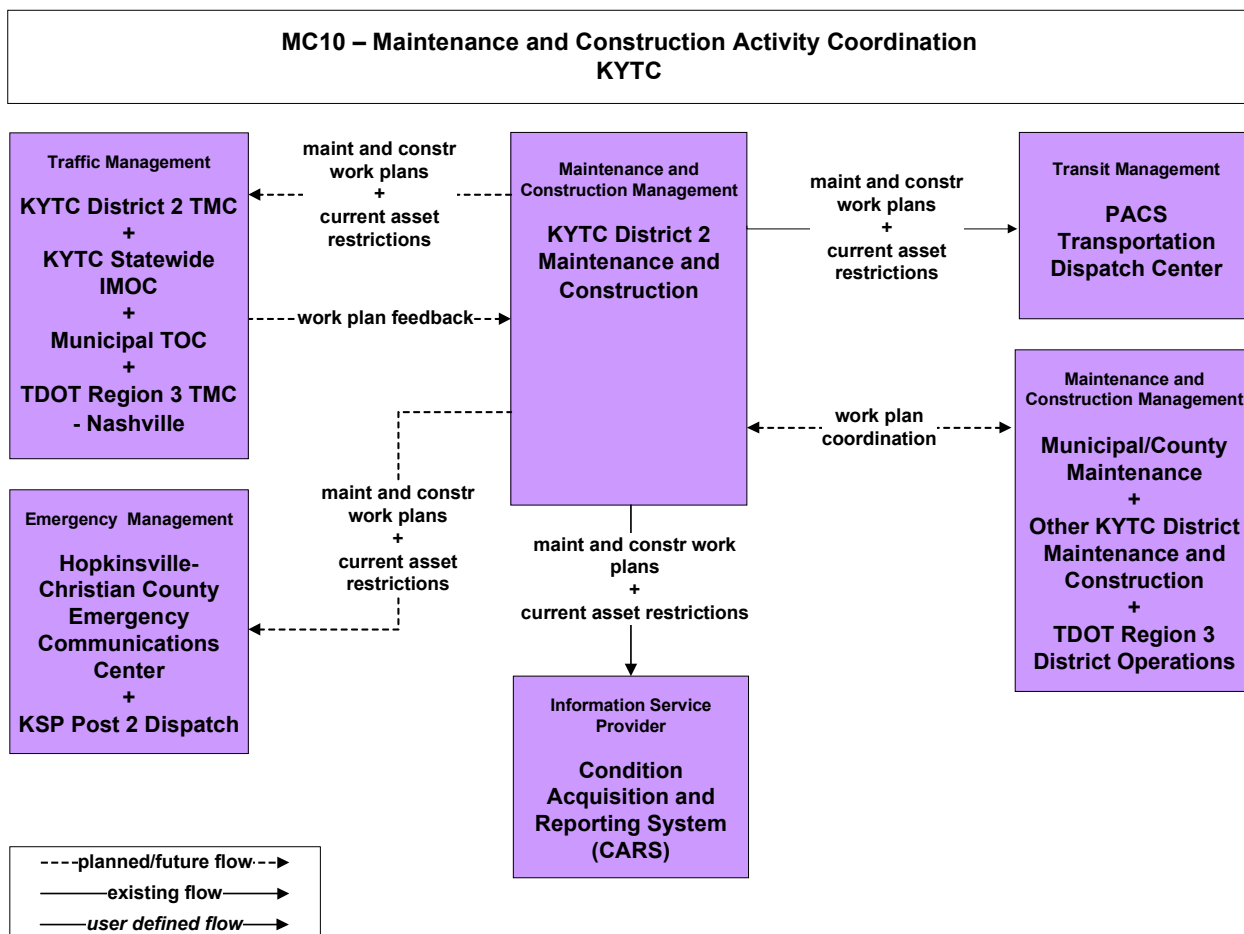 MC10 – Maintenance and Construction Activity Coordination
KYTC
Traffic Management
KYTC District 2 TMC
+
KYTC Statewide
IMOC
+
Municipal TOC
+
TDOT Region 3 TMC
- Nashville
maint and constr
work plans
+
current asset
restrictions
work plan feedback
Maintenance and
Construction Management
KYTC District 2
Maintenance and
Construction
maint and constr
work plans
+
current asset
restrictions
Transit Management
PACS
Transportation
Dispatch Center
work plan
coordination
Maintenance and
Construction Management
Municipal/County
Maintenance
+
Other KYTC District
Maintenance and
Construction
+
TDOT Region 3
District Operations
Emergency Management
Hopkinsville-
Christian County
Emergency
Communications
Center
+
KSP Post 2 Dispatch
maint and constr
work plans
+
current asset
restrictions
maint and constr work
plans
+
current asset restrictions
Information Service
Provider
Condition
Acquisition and
Reporting System
(CARS)
planned/future flow
existing flow
user defined flow